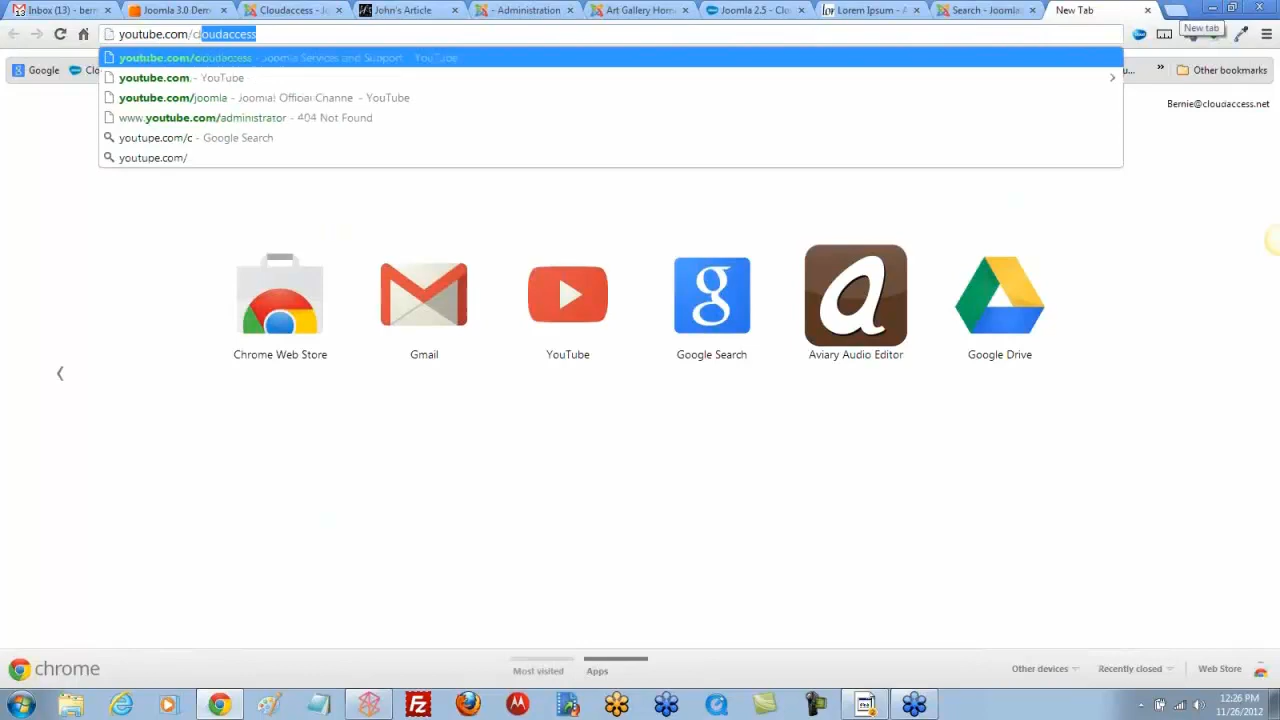 Inbox (13) - bern
Joomla 3.0 Dem
Cloudaccess - Jo
John's Article
- Administration
Art Gallery Hom
Joomla 2.5 - Clo
Lorem Ipsum - A
Search - Joomla
New Tab
youtube.com/cloudaccess
New tab
youtube.com/cloudaccess - Joomla Services and Support - YouTube
youtube.com - YouTube
youtube.com/joomla - Joomla! Official Channe - YouTube
www.youtube.com/administrator - 404 Not Found
youtupe.com/c - Google Search
youtupe.com/
Google
Clo
u...
»
Other bookmarks
Bernie@cloudaccess.net
Chrome Web Store
Gmail
YouTube
Google Search
Aviary Audio Editor
Google Drive
chrome
Most visited
Apps
Other devices
Recently closed
Web Store
12:26 PM
11/26/2012